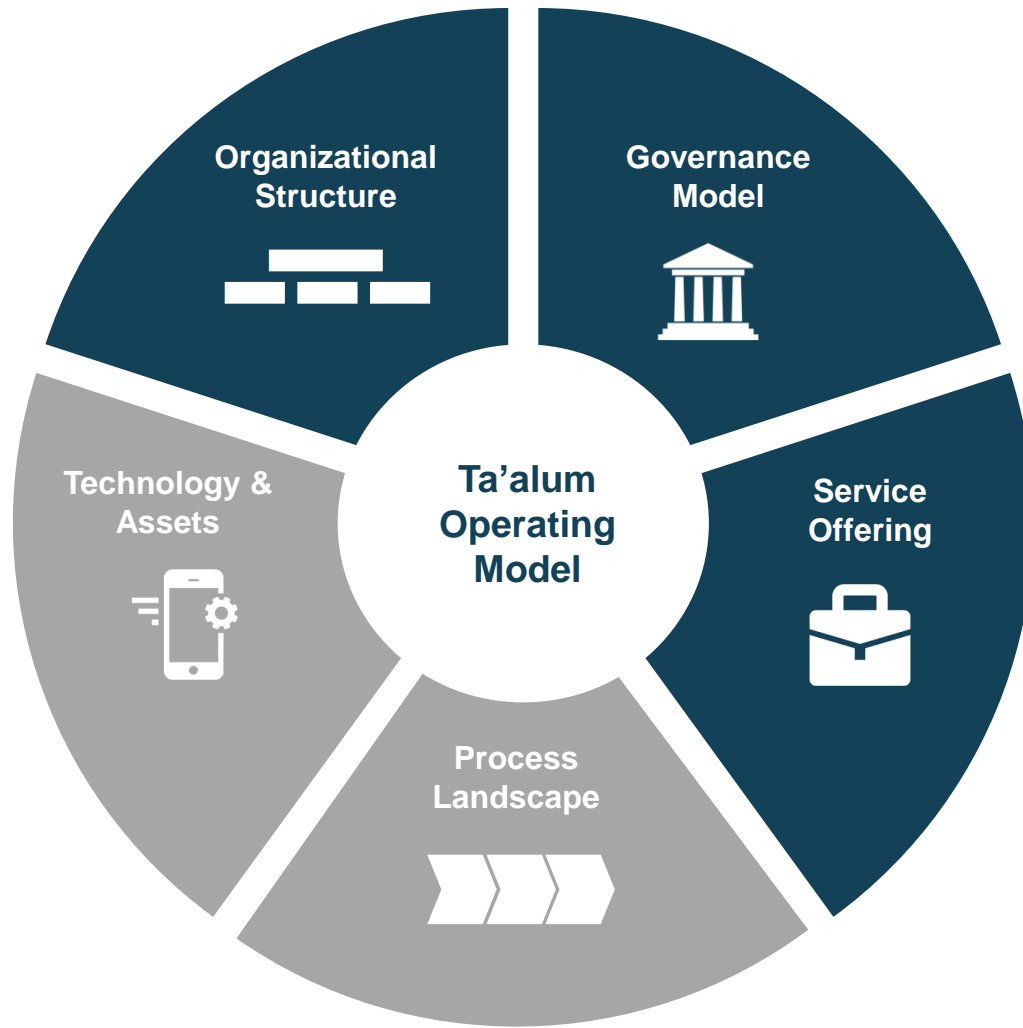 Organizational
Structure
Governance
Model
Technology &
Assets
Ta’alum
Operating
Model
Service
Offering
Process
Landscape